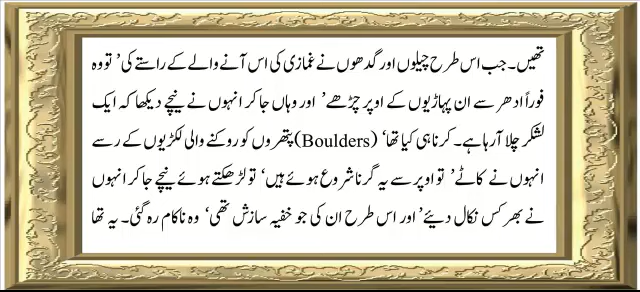 تھیں۔ جب اس طرح چیلوں اور گدھوں نے غمازی کی اس آنے والے کے راستے کی’ تو وہ
فوراً ادھر سے ان پہاڑیوں کے اوپر چڑھے’ اور وہاں جا کر انہوں نے نیچے دیکھا کہ ایک
لشکر چلا آ رہا ہے۔ کرنا ہی کیا تھا‘ (Boulders) پتھروں کو روکنے والی لکڑیوں کے رسے
انہوں نے کاٹے’ تو اوپر سے یہ گرنا شروع ہوئے ہیں‘ تو لڑھکتے ہوئے نیچے جا کر انہوں
نے بھرکس نکال دیئے’ اور اس طرح ان کی جو خفیہ سازش تھی‘ وہ ناکام رہ گئی۔ یہ تھا